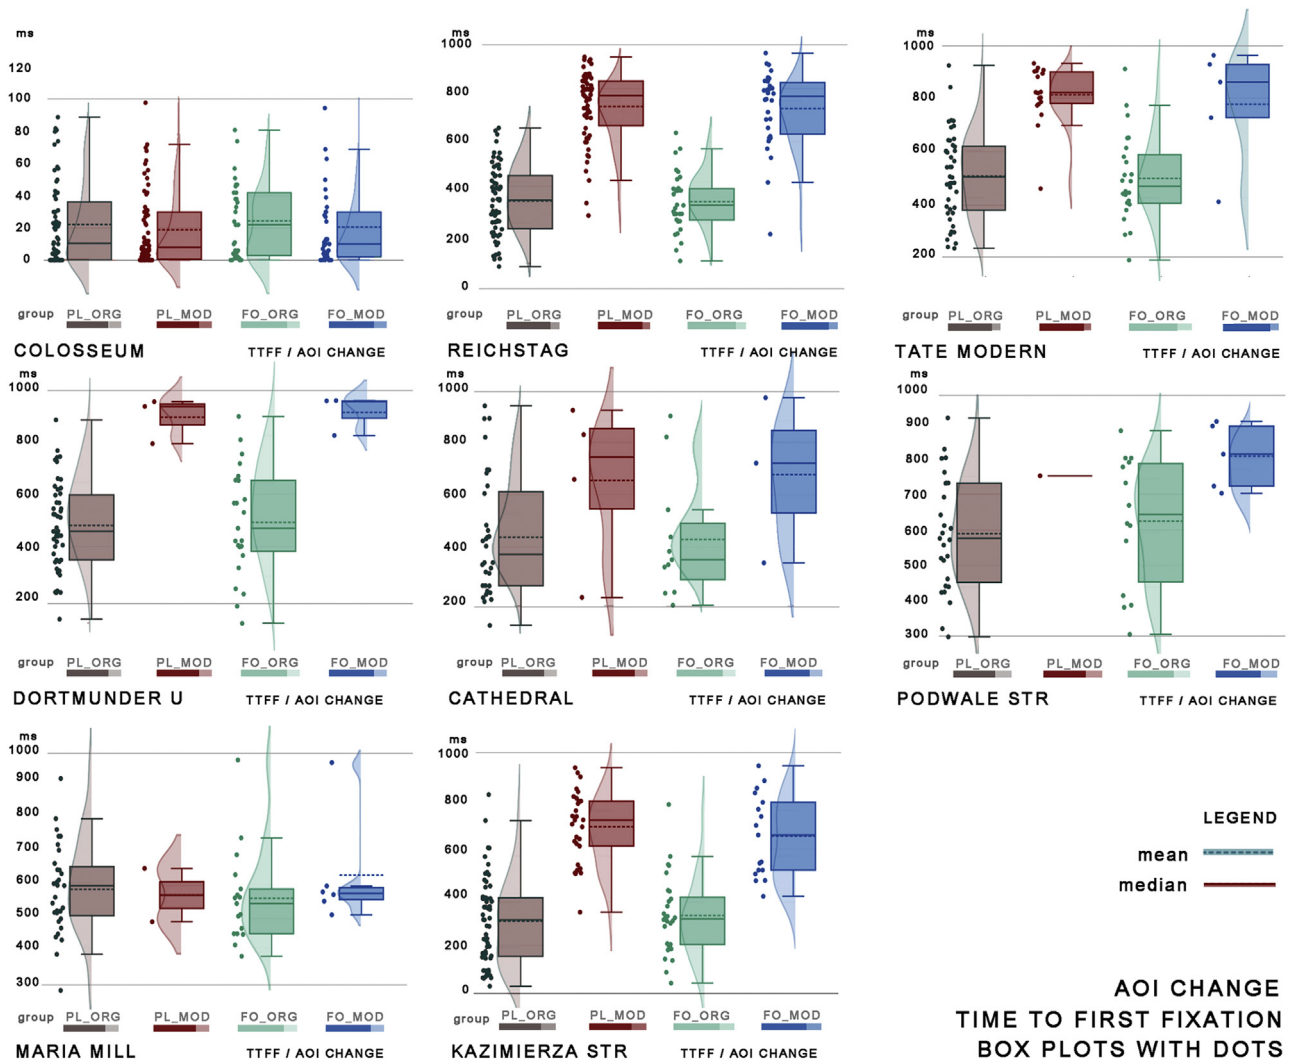 ms
120
100
80
60
40
20
0
group PL_ORG PL_MOD FO_ORG FO_MOD
COLOSSEUM TTFF / AOI CHANGE
ms
1000
800
600
400
200
0
group PL_ORG PL_MOD FO_ORG FO_MOD
REICHSTAG TTFF / AOI CHANGE
ms
1000
800
600
400
200
group PL_ORG PL_MOD FO_ORG FO_MOD
TATE MODERN TTFF / AOI CHANGE
ms
1000
800
600
400
200
group PL_ORG PL_MOD FO_ORG FO_MOD
DORTMUNDER U TTFF / AOI CHANGE
ms
1000
800
600
400
200
group PL_ORG PL_MOD FO_ORG FO_MOD
CATHEDRAL TTFF / AOI CHANGE
ms
1000
900
800
700
600
500
400
300
group PL_ORG PL_MOD FO_ORG FO_MOD
PODWALE STR TTFF / AOI CHANGE
ms
1000
900
800
700
600
500
400
300
group PL_ORG PL_MOD FO_ORG FO_MOD
MARIA MILL TTFF / AOI CHANGE
ms
1000
800
600
400
200
0
group PL_ORG PL_MOD FO_ORG FO_MOD
KAZIMIERZA STR TTFF / AOI CHANGE
LEGEND
mean
median
AOI CHANGE
TIME TO FIRST FIXATION
BOX PLOTS WITH DOTS